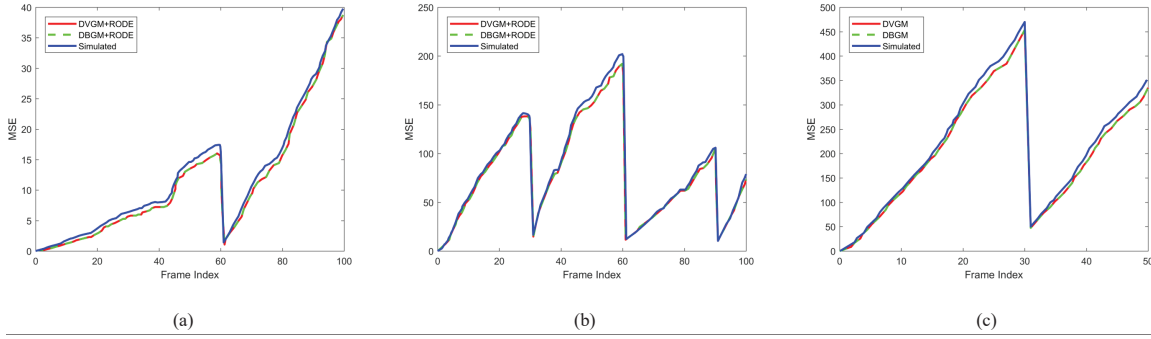 40
35
30
25
20
15
10
5
0
MSE
0 20 40 60 80 100
Frame Index
DVGM+RODE
DBGM+RODE
Simulated
(a)
250
200
150
100
50
0
MSE
0 20 40 60 80 100
Frame Index
DVGM+RODE
DBGM+RODE
Simulated
(b)
500
450
400
350
300
250
200
150
100
50
0
MSE
0 10 20 30 40 50
Frame Index
DVGM
DBGM
Simulated
(c)